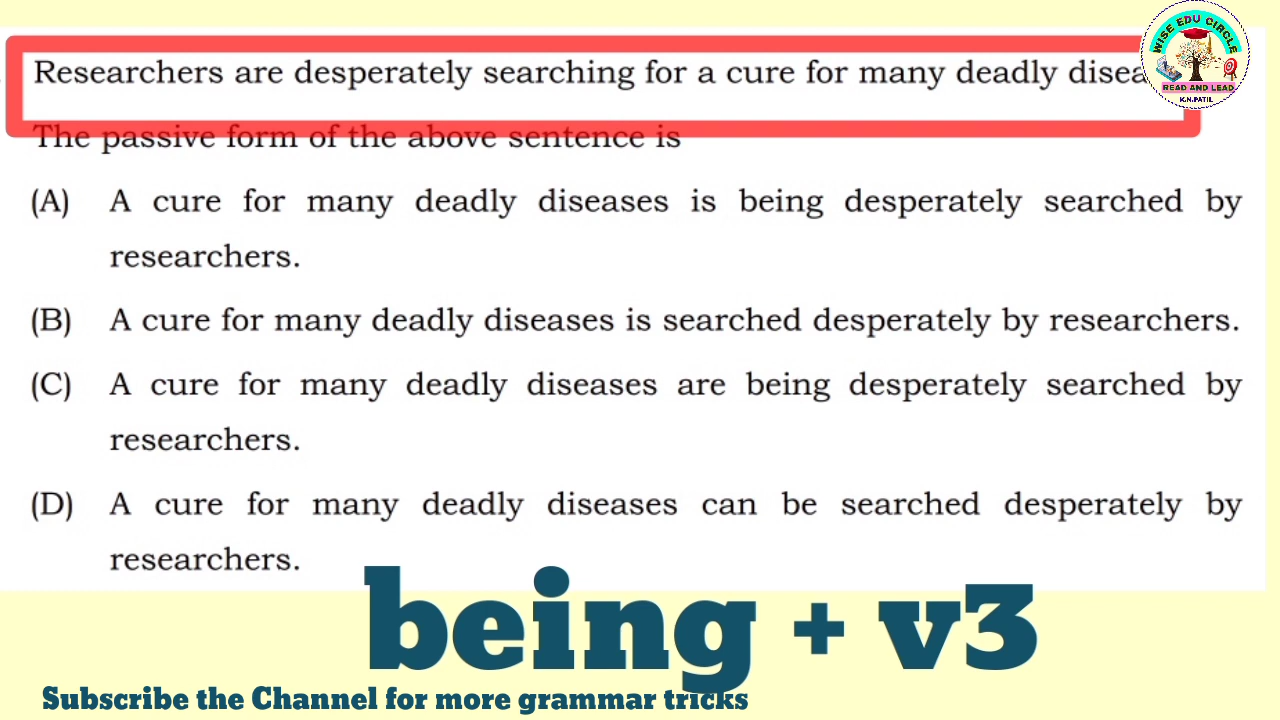 WISE EDU CIRCLE
READ AND LEAD
K.N.PATIL
Researchers are desperately searching for a cure for many deadly
The passive form of the above sentence is
(A) A cure for many deadly diseases is being desperately searched by
researchers.
(B) A cure for many deadly diseases is searched desperately by researchers.
(C) A cure for many deadly diseases are being desperately searched by
researchers.
(D) A cure for many deadly diseases can be searched desperately by
researchers.
being + v3
Subscribe the Channel for more grammar tricks